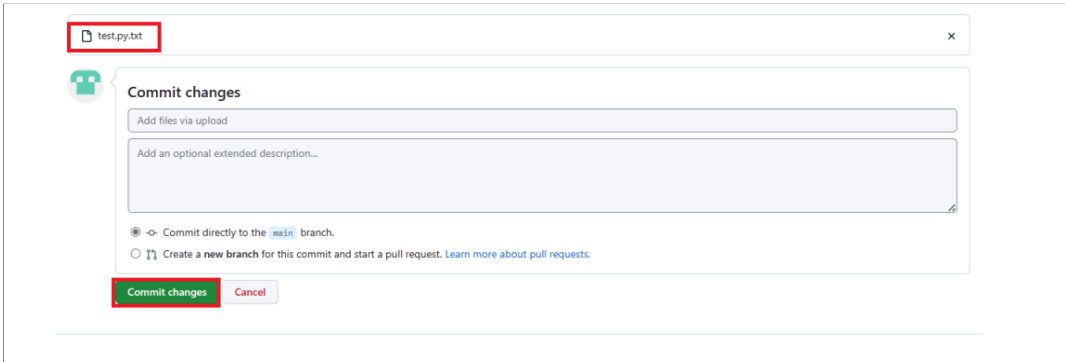 test.py.txt
Commit changes
Add files via upload
Add an optional extended description...
Commit directly to the main branch.
Create a new branch for this commit and start a pull request. Learn more about pull requests.
Commit changes Cancel